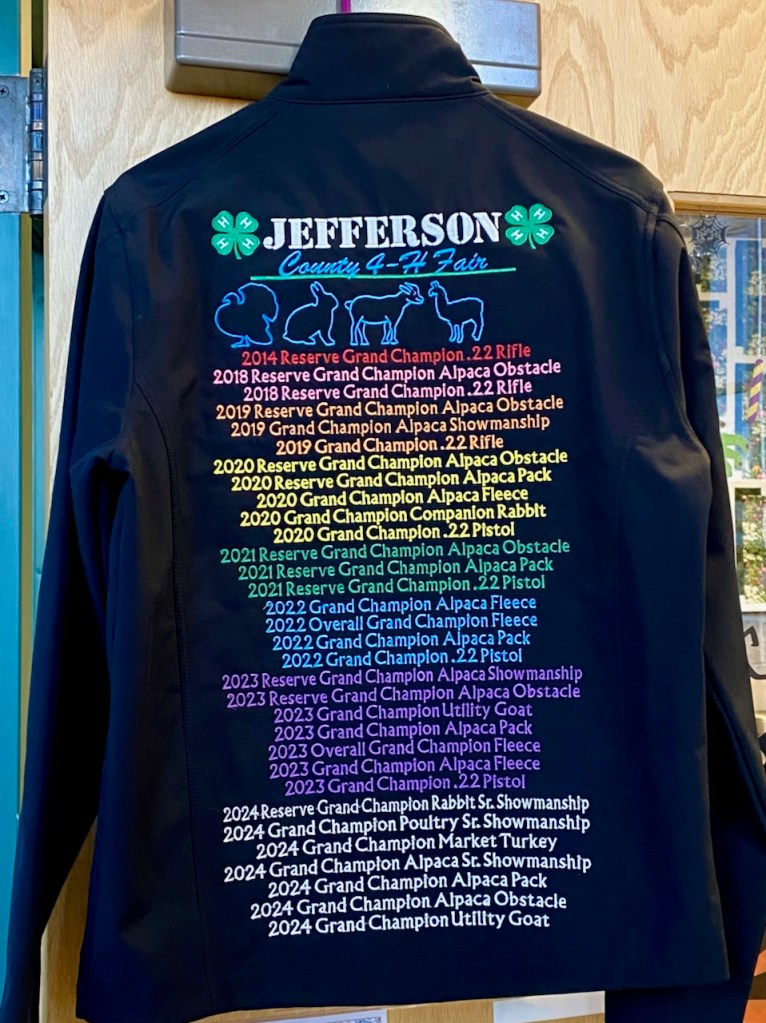 H H H H JEFFERSON H H H H
County 4-H Fair
2014 Reserve Grand Champion .22 Rifle
2018 Reserve Grand Champion Alpaca Obstacle
2018 Reserve Grand Champion .22 Rifle
2019 Reserve Grand Champion Alpaca Obstacle
2019 Grand Champion Alpaca Showmanship
2019 Grand Champion .22 Rifle
2020 Reserve Grand Champion Alpaca Obstacle
2020 Reserve Grand Champion Alpaca Pack
2020 Grand Champion Alpaca Fleece
2020 Grand Champion Companion Rabbit
2020 Grand Champion .22 Pistol
2021 Reserve Grand Champion Alpaca Obstacle
2021 Reserve Grand Champion Alpaca Pack
2021 Reserve Grand Champion .22 Pistol
2022 Grand Champion Alpaca Fleece
2022 Overall Grand Champion Fleece
2022 Grand Champion Alpaca Pack
2022 Grand Champion .22 Pistol
2023 Reserve Grand Champion Alpaca Showmanship
2023 Reserve Grand Champion Alpaca Obstacle
2023 Grand Champion Utility Goat
2023 Grand Champion Alpaca Pack
2023 Overall Grand Champion Fleece
2023 Grand Champion Alpaca Fleece
2023 Grand Champion .22 Pistol
2024 Reserve Grand Champion Rabbit Sr. Showmanship
2024 Grand Champion Poultry Sr. Showmanship
2024 Grand Champion Market Turkey
2024 Grand Champion Alpaca Sr. Showmanship
2024 Grand Champion Alpaca Pack
2024 Grand Champion Alpaca Obstacle
2024 Grand Champion Utility Goat